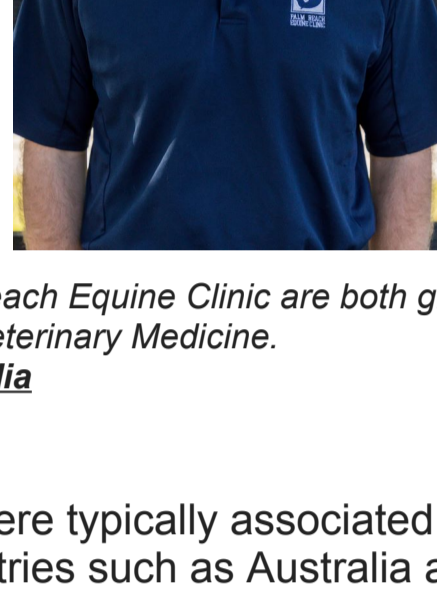 PALM BEACH
EQUINE CLINIC
each Equine Clinic are both g
eterinary Medicine.
lia
ere typically associated
tries such as Australia a